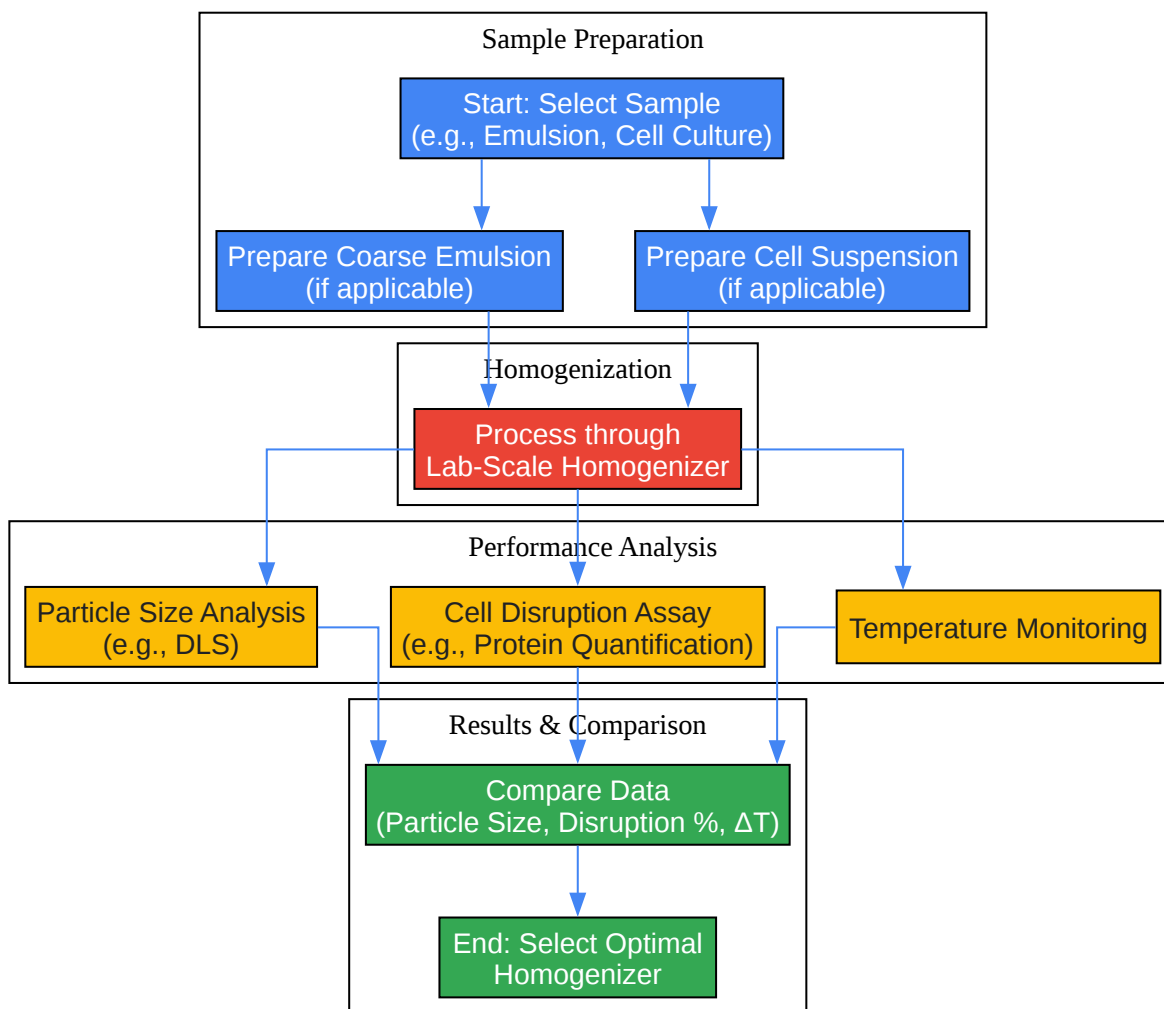 Sample Preparation
Start: Select Sample
(e.g., Emulsion, Cell Culture)
Prepare Coarse Emulsion
(if applicable)
Prepare Cell Suspension
(if applicable)
Homogenization
Process through
Lab-Scale Homogenizer
Performance Analysis
Particle Size Analysis
(e.g., DLS)
Cell Disruption Assay
(e.g., Protein Quantification)
Temperature Monitoring
Results & Comparison
Compare Data
(Particle Size, Disruption %, ΔT)
End: Select Optimal
Homogenizer